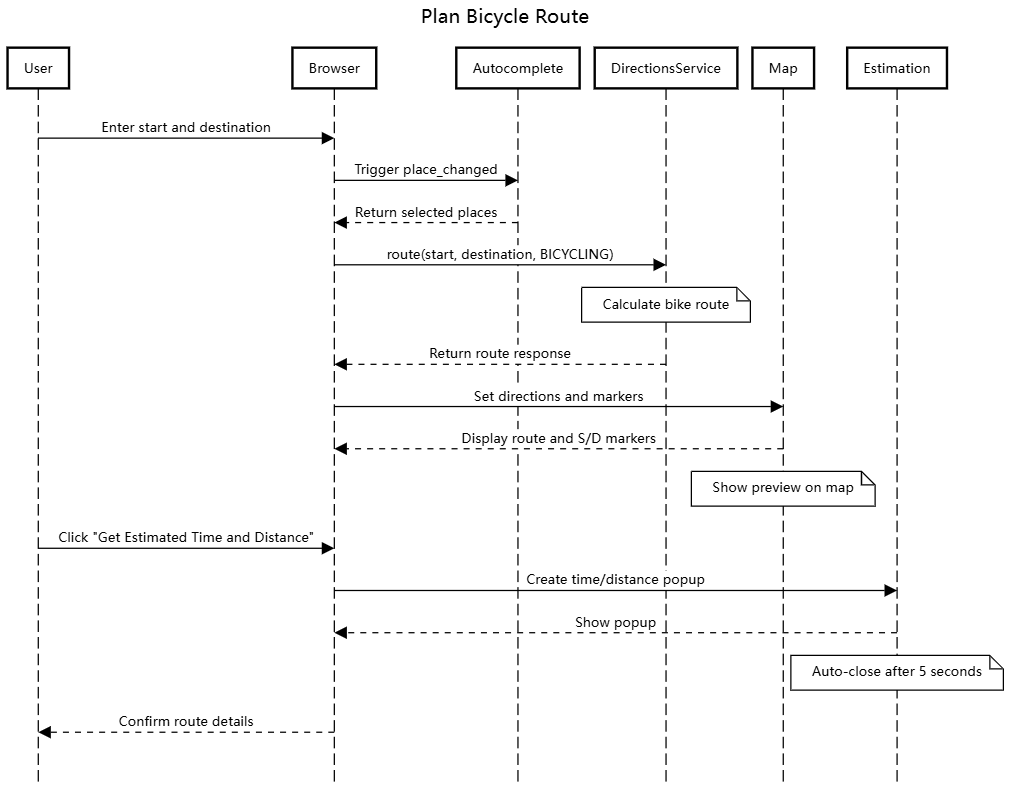 Plan Bicycle Route
User
Browser
Autocomplete
DirectionsService
Map
Estimation
Enter start and destination
Trigger place_changed
Return selected places
route(start, destination, BICYCLING)
Calculate bike route
Return route response
Set directions and markers
Display route and S/D markers
Show preview on map
Click "Get Estimated Time and Distance"
Create time/distance popup
Show popup
Auto-close after 5 seconds
Confirm route details